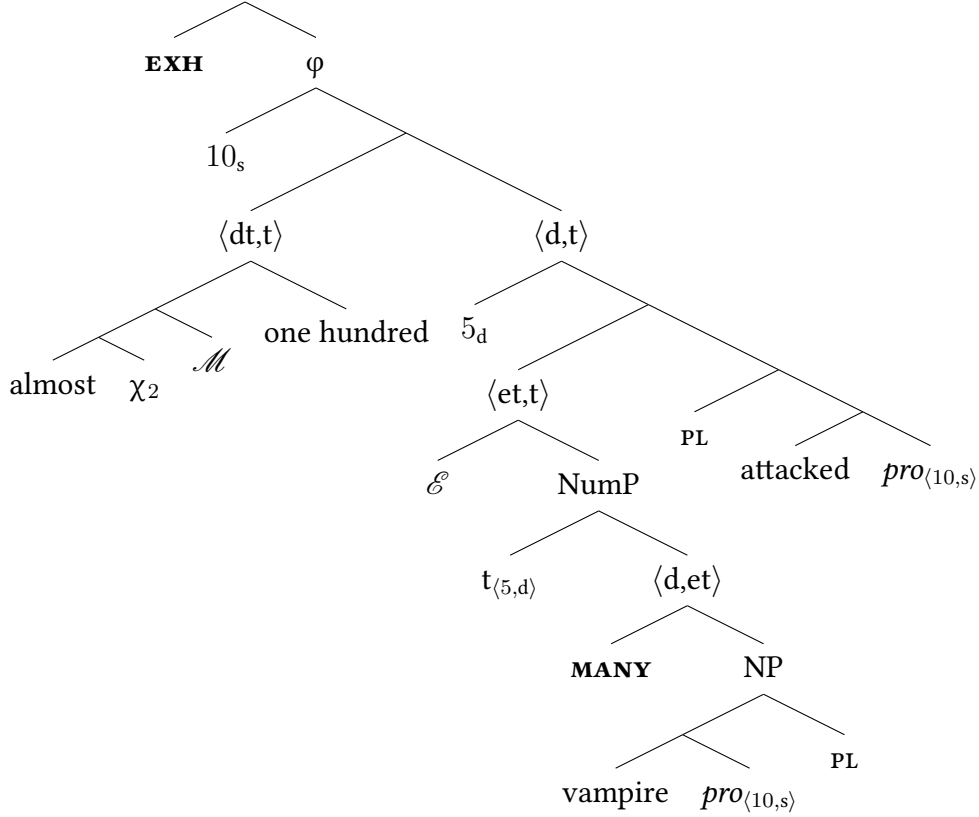 EXH φ
10ₛ
⟨dt,t⟩ ⟨d,t⟩
almost χ₂ ℳ one hundred 5_d
⟨et,t⟩ PL
attacked pro⟨10,s⟩
ℰ NumP
t⟨5,d⟩ ⟨d,et⟩
MANY NP
vampire pro⟨10,s⟩ PL